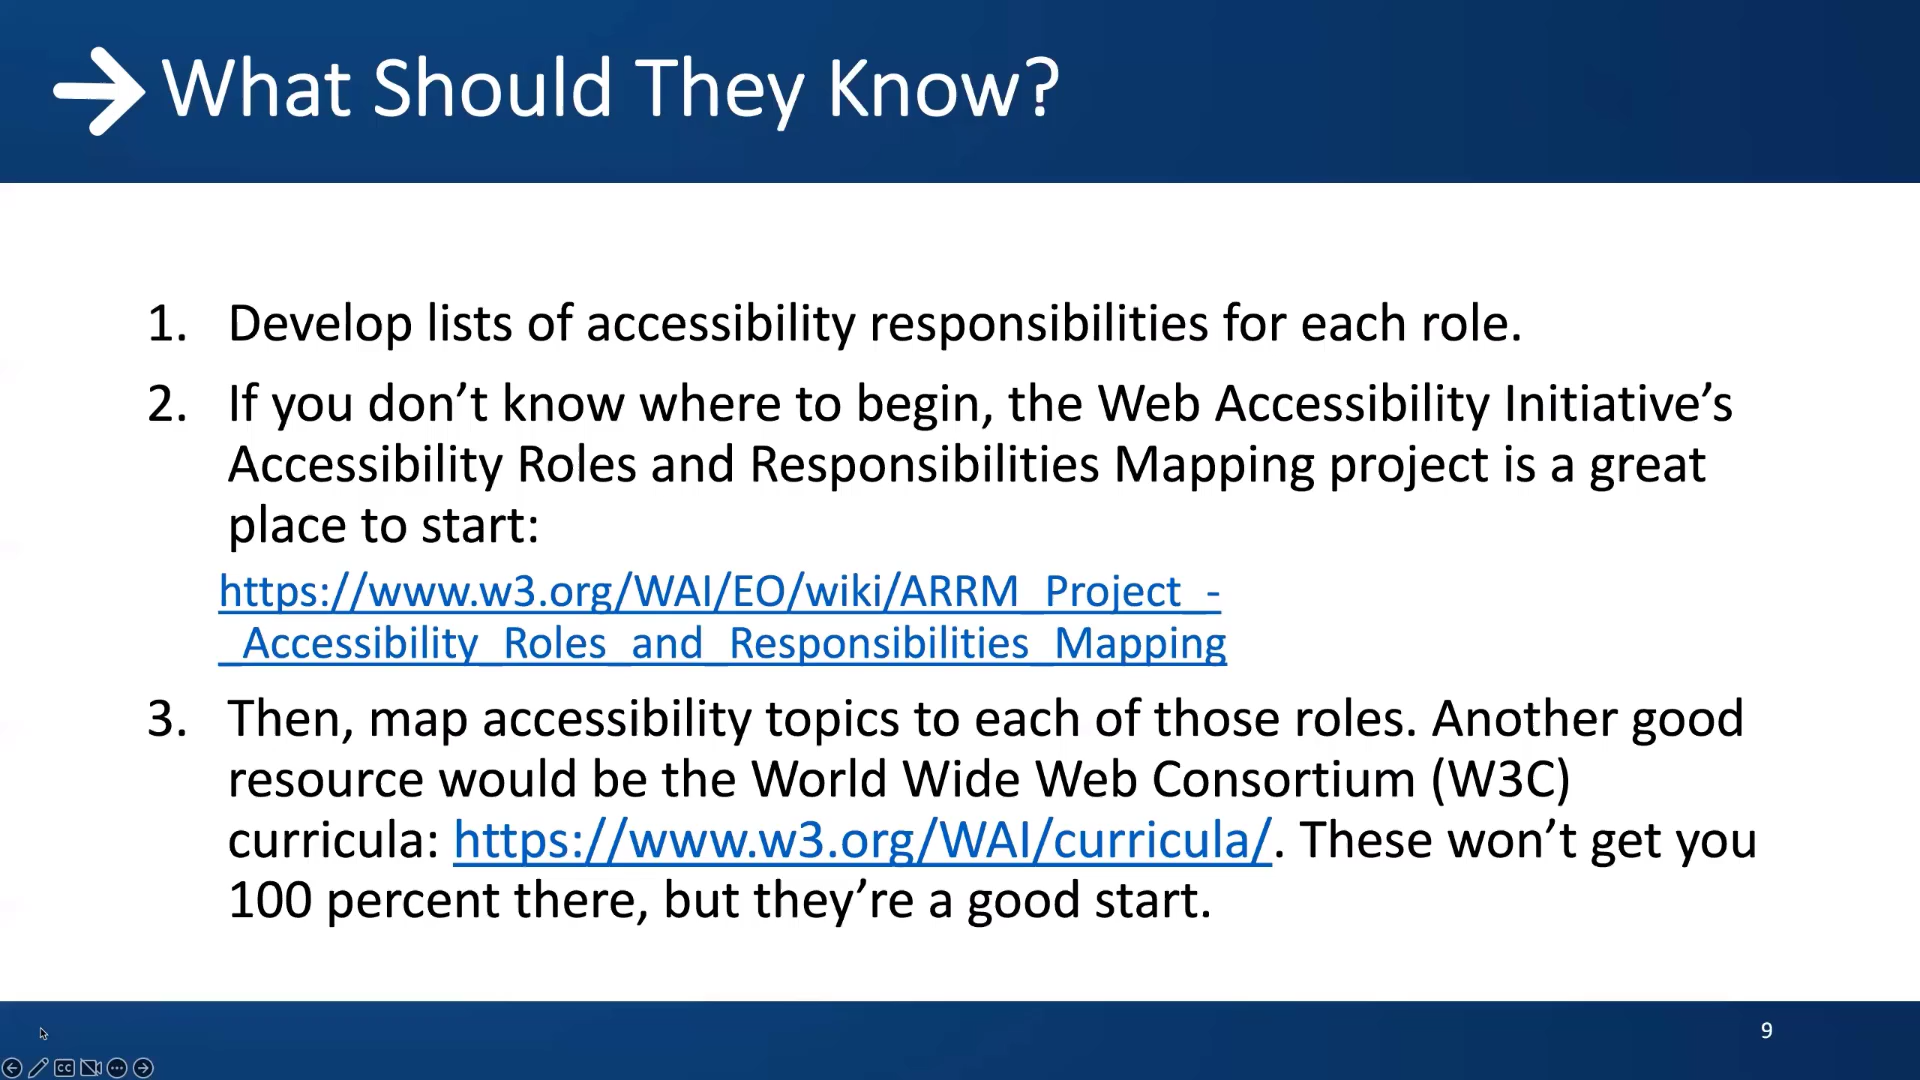 What Should They Know?
1. Develop lists of accessibility responsibilities for each role.
2. If you don’t know where to begin, the Web Accessibility Initiative’s
Accessibility Roles and Responsibilities Mapping project is a great
place to start:
https://www.w3.org/WAI/EO/wiki/ARRM_Project_-
_Accessibility_Roles_and_Responsibilities_Mapping
3. Then, map accessibility topics to each of those roles. Another good
resource would be the World Wide Web Consortium (W3C)
curricula: https://www.w3.org/WAI/curricula/. These won’t get you
100 percent there, but they’re a good start.
9
CC